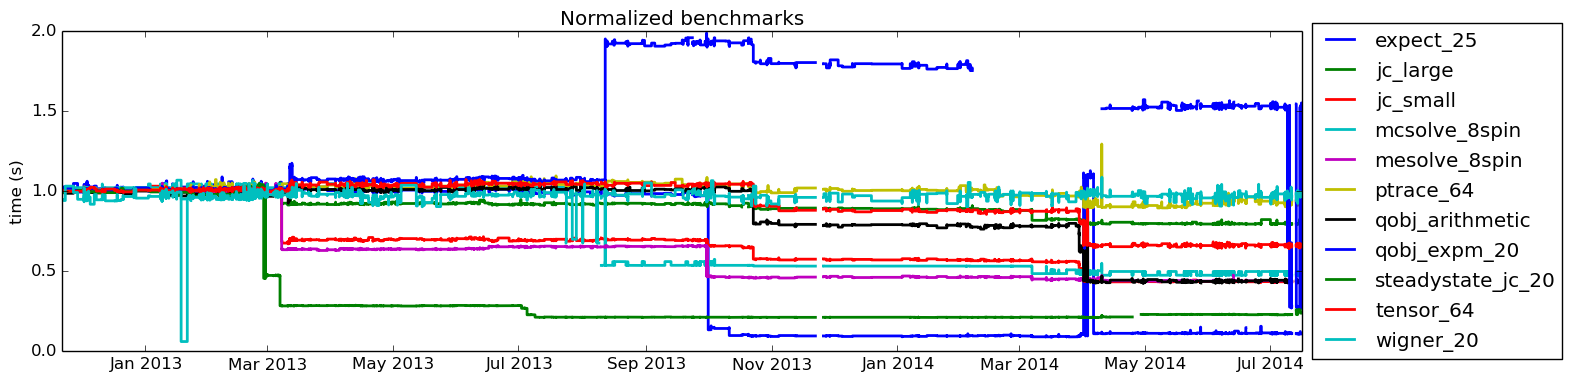 Normalized benchmarks
time (s)
2.0
1.5
1.0
0.5
0.0
Jan 2013
Mar 2013
May 2013
Jul 2013
Sep 2013
Nov 2013
Jan 2014
Mar 2014
May 2014
Jul 2014
expect_25
jc_large
jc_small
mcsolve_8spin
mesolve_8spin
ptrace_64
qobj_arithmetic
qobj_expm_20
steadystate_jc_20
tensor_64
wigner_20